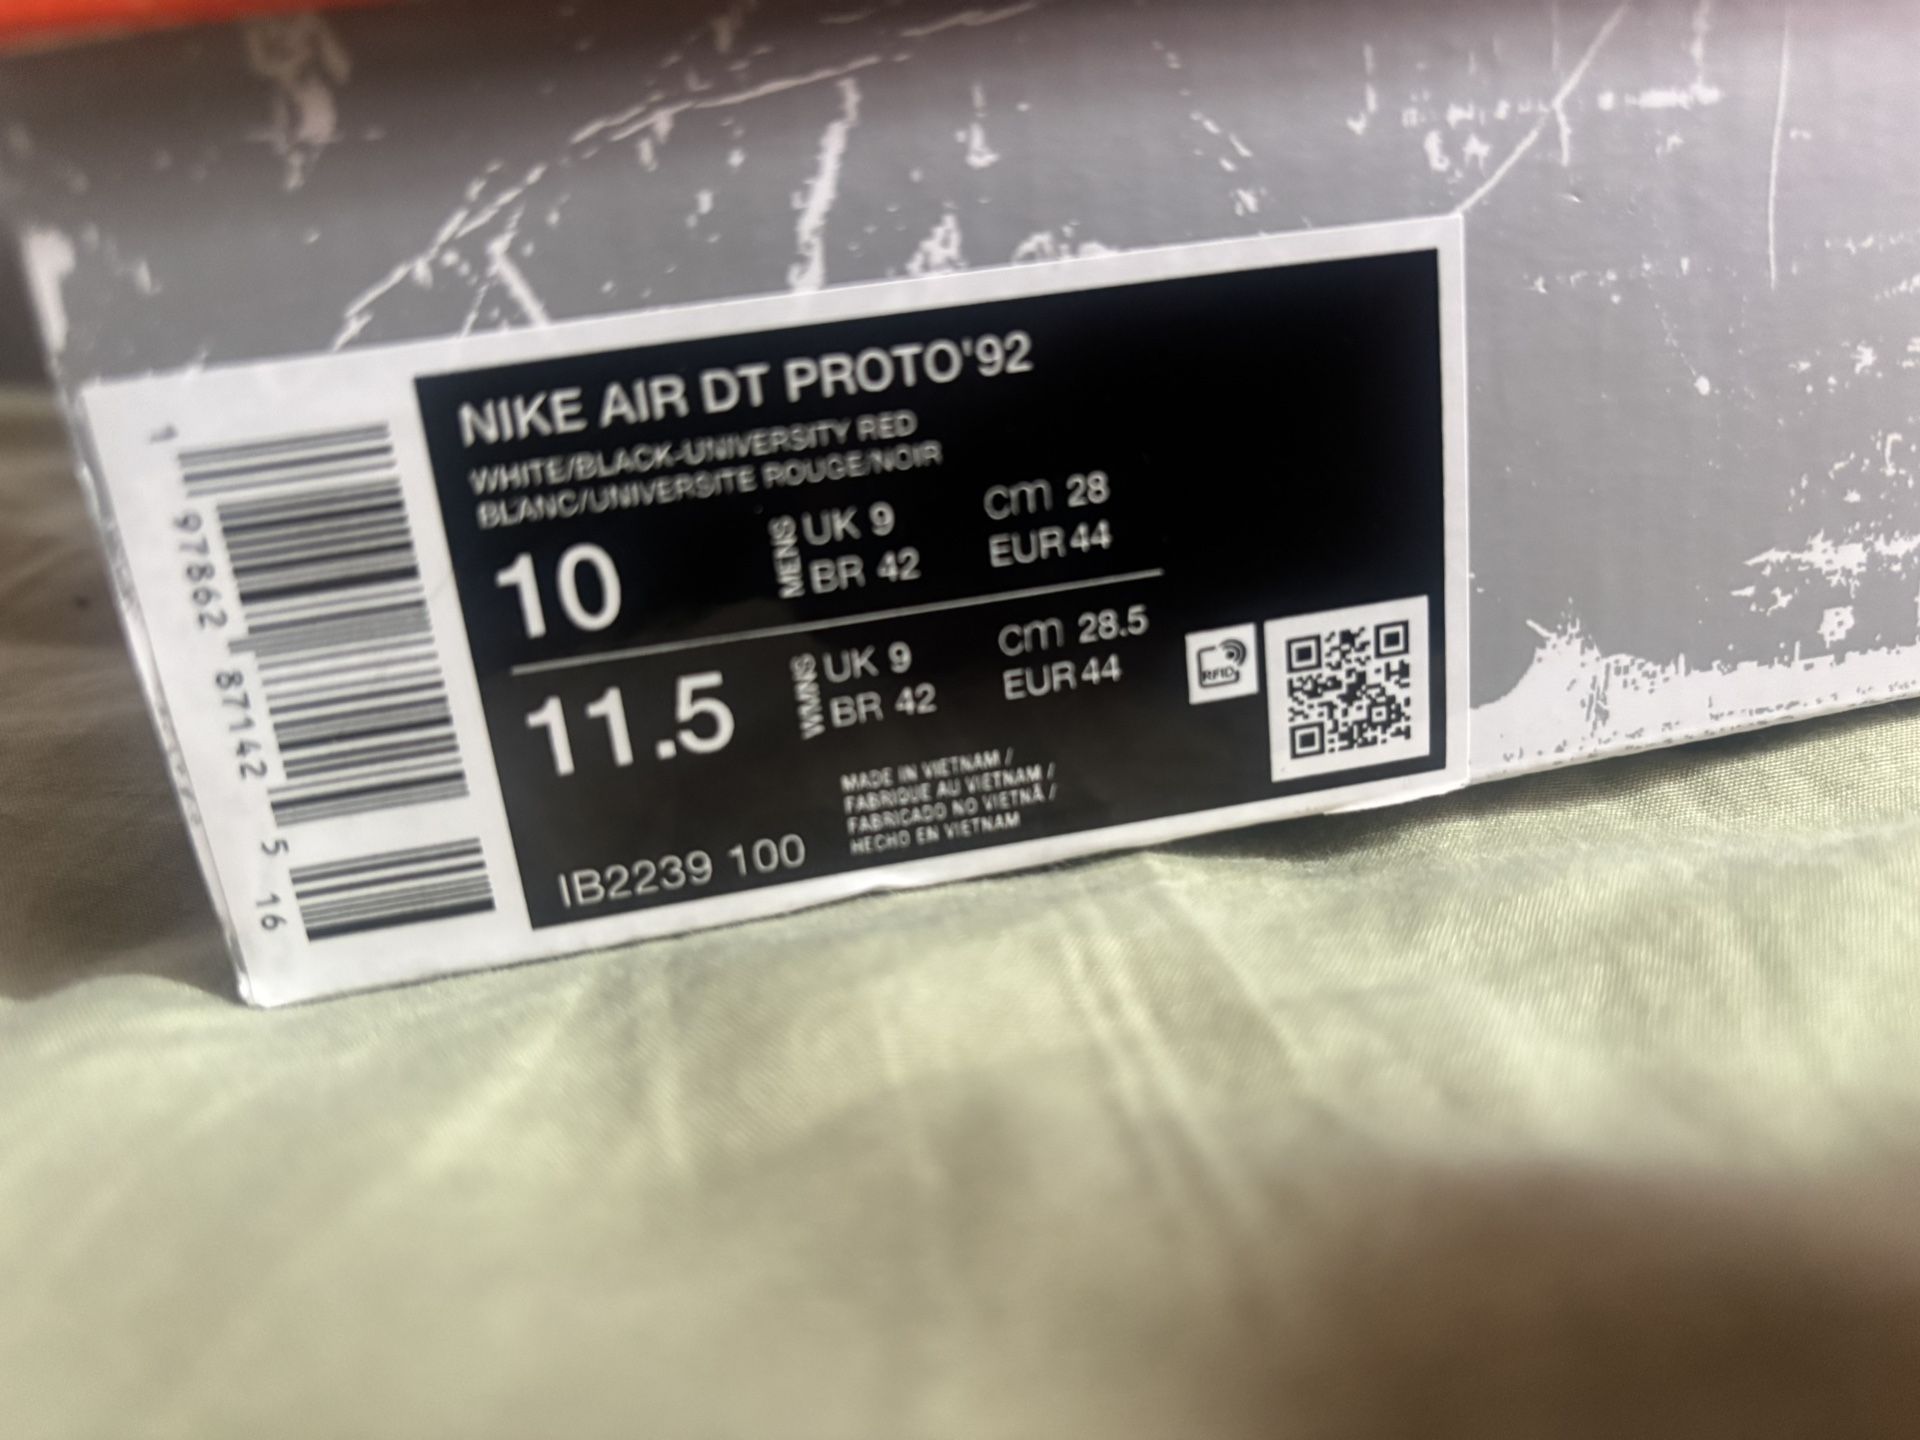 NIKE AIR DT PROTO'92
WHITE/BLACK-UNIVERSITY RED
BLANC/UNIVERSITE ROUGE/NOIR
10
MENS
UK 9
BR 42
cm 28
EUR 44
11.5
WMNS
UK 9
BR 42
cm 28.5
EUR 44
RFID
MADE IN VIETNAM /
FABRIQUE AU VIETNAM /
FABRICADO NO VIETNÃ /
HECHO EN VIETNAM
IB2239 100
1 97862 87142 5 16